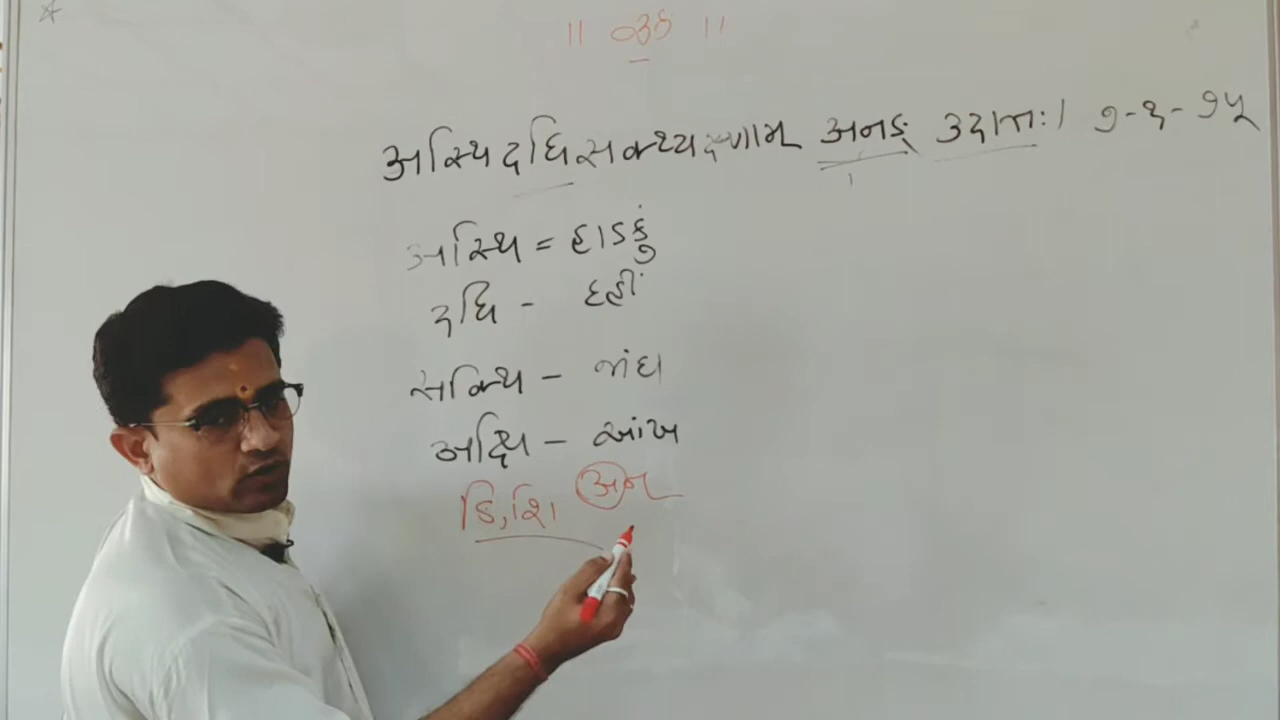 ॥ ૐ ॥
अस्थिदधिसक्थ्यक्ष्णाम् अनङ् उदात्तः। ७-१-७५
अस्थि = હાડકું
दधि - દહીં
सक्थि - જાંઘ
अक्षि - આંખ
ङि, शि अन्